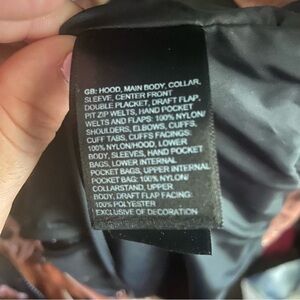 GB: HOOD, MAIN BODY, COLLAR,
SLEEVE, CENTER FRONT
DOUBLE PLACKET, DRAFT FLAP,
PIT ZIP WELTS, HAND POCKET
WELTS AND FLAPS: 100% NYLON/
SHOULDERS, ELBOWS, CUFFS,
CUFF TABS, CUFFS FACINGS:
100% NYLON/HOOD, LOWER
BODY, SLEEVES, HAND POCKET
BAGS, LOWER INTERNAL
POCKET BAGS, UPPER INTERNAL
POCKET BAG: 100% NYLON/
COLLARSTAND, UPPER
BODY, DRAFT FLAP FACING:
100% POLYESTER
EXCLUSIVE OF DECORATION